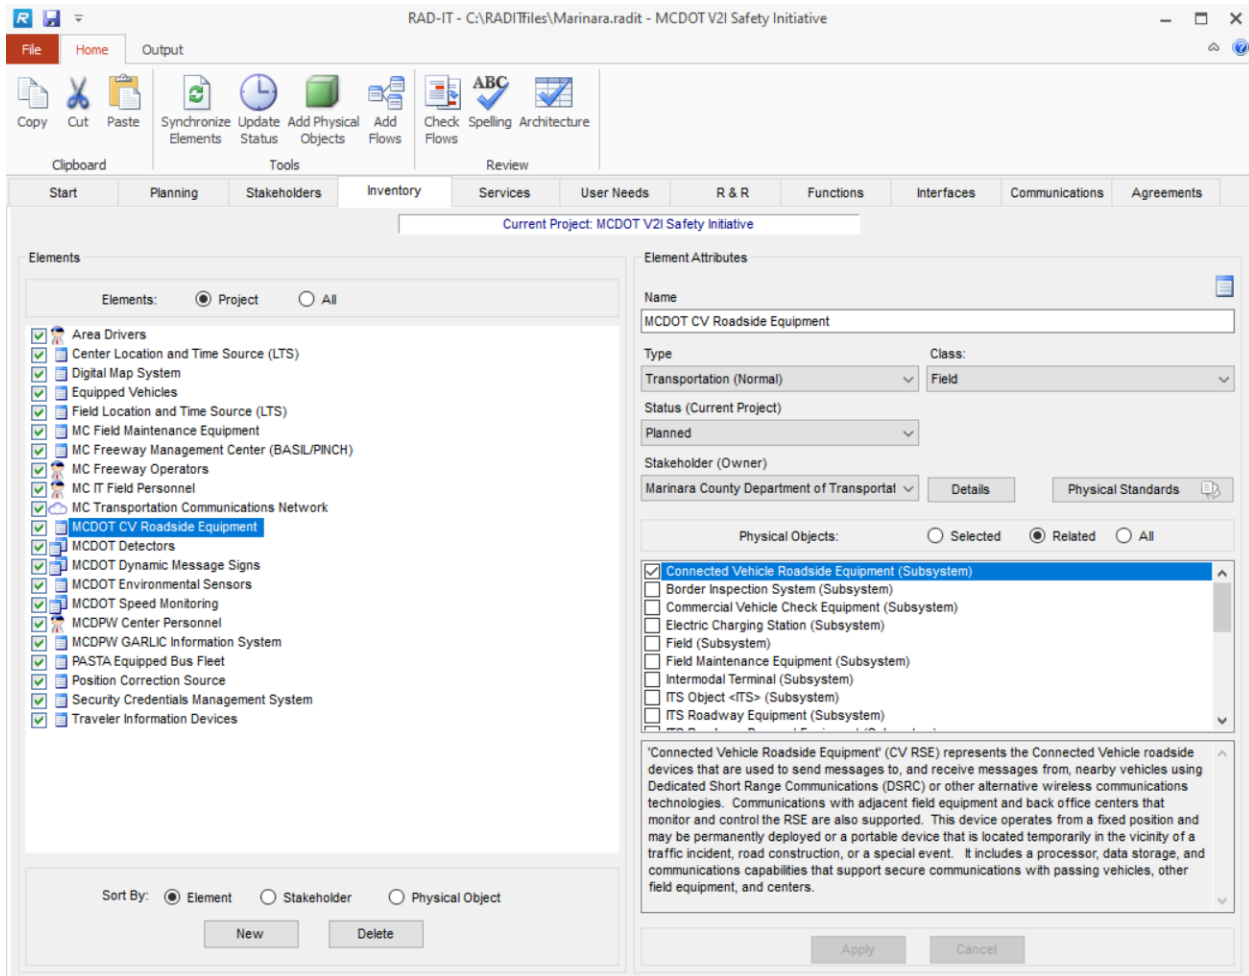 RAD-IT - C:\RADITfiles\Marinara.radit - MCDOT V2I Safety Initiative
File Home Output
Copy Cut Paste Synchronize Elements Update Status Add Physical Objects Add Flows Check Flows ABC Spelling Architecture
Clipboard Tools Review
Start Planning Stakeholders Inventory Services User Needs R & R Functions Interfaces Communications Agreements
Current Project: MCDOT V2I Safety Initiative
Elements
Elements: Project All
Area Drivers
Center Location and Time Source (LTS)
Digital Map System
Equipped Vehicles
Field Location and Time Source (LTS)
MC Field Maintenance Equipment
MC Freeway Management Center (BASIL/PINCH)
MC Freeway Operators
MC IT Field Personnel
MC Transportation Communications Network
MCDOT CV Roadside Equipment
MCDOT Detectors
MCDOT Dynamic Message Signs
MCDOT Environmental Sensors
MCDOT Speed Monitoring
MCDPW Center Personnel
MCDPW GARLIC Information System
PASTA Equipped Bus Fleet
Position Correction Source
Security Credentials Management System
Traveler Information Devices
Sort By: Element Stakeholder Physical Object
New Delete
Element Attributes
Name
MCDOT CV Roadside Equipment
Type Class:
Transportation (Normal) Field
Status (Current Project)
Planned
Stakeholder (Owner)
Marinara County Department of Transportat Details Physical Standards
Physical Objects: Selected Related All
Connected Vehicle Roadside Equipment (Subsystem)
Border Inspection System (Subsystem)
Commercial Vehicle Check Equipment (Subsystem)
Electric Charging Station (Subsystem)
Field (Subsystem)
Field Maintenance Equipment (Subsystem)
Intermodal Terminal (Subsystem)
ITS Object <ITS> (Subsystem)
ITS Roadway Equipment (Subsystem)
'Connected Vehicle Roadside Equipment' (CV RSE) represents the Connected Vehicle roadside
devices that are used to send messages to, and receive messages from, nearby vehicles using
Dedicated Short Range Communications (DSRC) or other alternative wireless communications
technologies. Communications with adjacent field equipment and back office centers that
monitor and control the RSE are also supported. This device operates from a fixed position and
may be permanently deployed or a portable device that is located temporarily in the vicinity of a
traffic incident, road construction, or a special event. It includes a processor, data storage, and
communications capabilities that support secure communications with passing vehicles, other
field equipment, and centers.
Apply Cancel